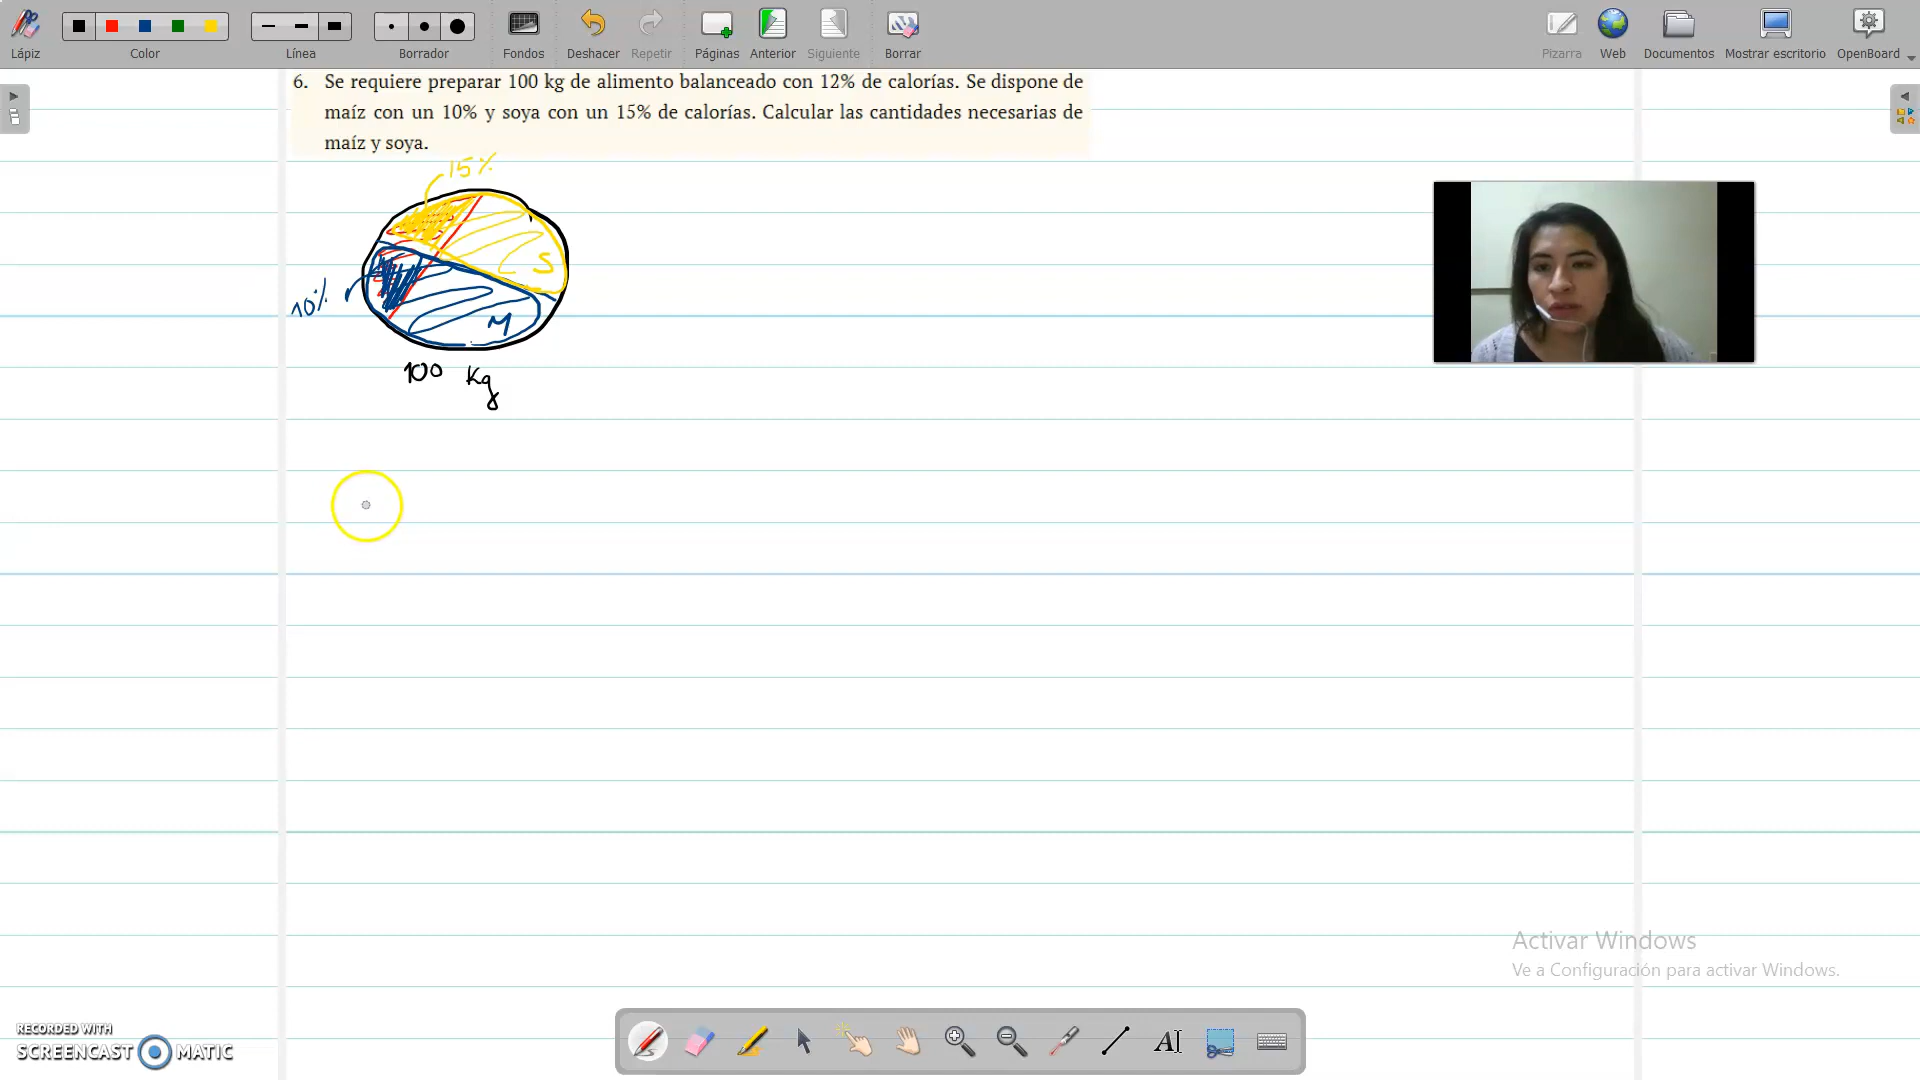 Lápiz
Color
Línea
Borrador
Fondos
Deshacer
Repetir
Páginas
Anterior
Siguiente
Borrar
Pizarra
Web
Documentos
Mostrar escritorio
OpenBoard
6. Se requiere preparar 100 kg de alimento balanceado con 12% de calorías. Se dispone de
maíz con un 10% y soya con un 15% de calorías. Calcular las cantidades necesarias de
maíz y soya.
15%
S
10%
M
100 Kg
Activar Windows
Ve a Configuración para activar Windows.
RECORDED WITH
SCREENCAST MATIC